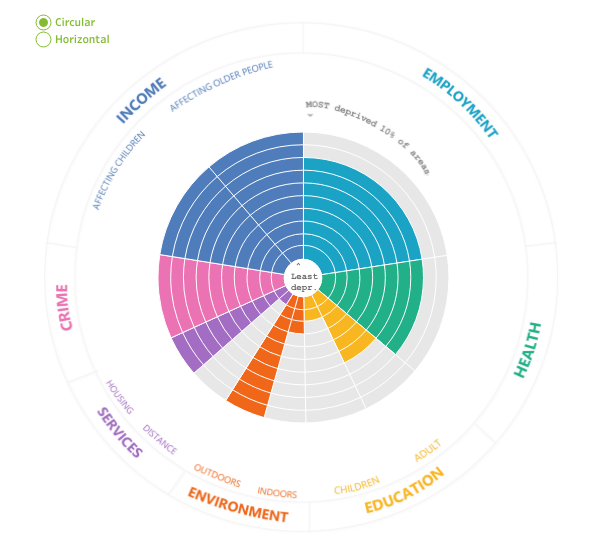 Circular
Horizontal
INCOME
AFFECTING OLDER PEOPLE
AFFECTING CHILDREN
EMPLOYMENT
MOST deprived 10% of areas
^
Least
depr.
CRIME
HEALTH
HOUSING
DISTANCE
SERVICES
OUTDOORS
INDOORS
ENVIRONMENT
CHILDREN
ADULT
EDUCATION